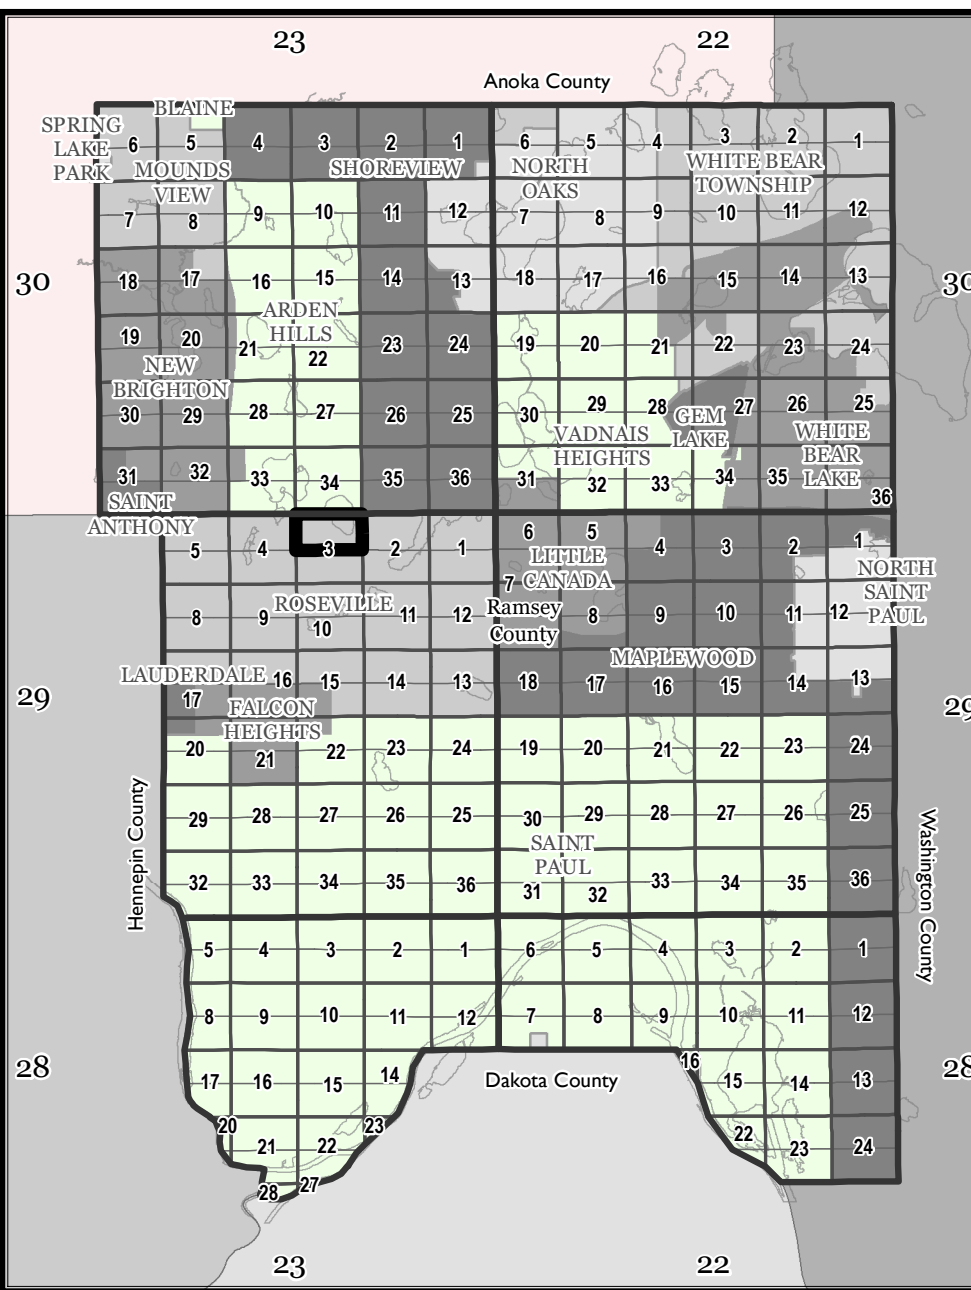 23 22
Anoka County
BLAINE
SPRING
LAKE
PARK
6 5 4 3 2 1 6 5 4 3 2 1
MOUNDS
VIEW
SHOREVIEW
NORTH
OAKS
WHITE BEAR
TOWNSHIP
7 8 9 10 11 12 7 8 9 10 11 12
30 18 17 16 15 14 13 18 17 16 15 14 13 30
ARDEN
HILLS
19 20 21 22 23 24 19 20 21 22 23 24
NEW
BRIGHTON
30 29 28 27 26 25 30 29 28 27 26 25
GEM
LAKE
VADNAIS
HEIGHTS
WHITE
BEAR
LAKE
31 32 33 34 35 36 31 32 33 34 35 36
SAINT
ANTHONY
5 4 3 2 1 6 5 4 3 2 1
LITTLE
CANADA
NORTH
SAINT
PAUL
ROSEVILLE
Ramsey
County
8 9 10 11 12 7 8 9 10 11 12
MAPLEWOOD
LAUDERDALE
29 17 16 15 14 13 18 17 16 15 14 13 29
FALCON
HEIGHTS
20 21 22 23 24 19 20 21 22 23 24
29 28 27 26 25 30 29 28 27 26 25
SAINT
PAUL
Hennepin County
Washington County
32 33 34 35 36 31 32 33 34 35 36
5 4 3 2 1 6 5 4 3 2 1
8 9 10 11 12 7 8 9 10 11 12
28 17 16 15 14 16 15 14 13 28
Dakota County
20 21 22 23 22 23 24
28 27
23 22